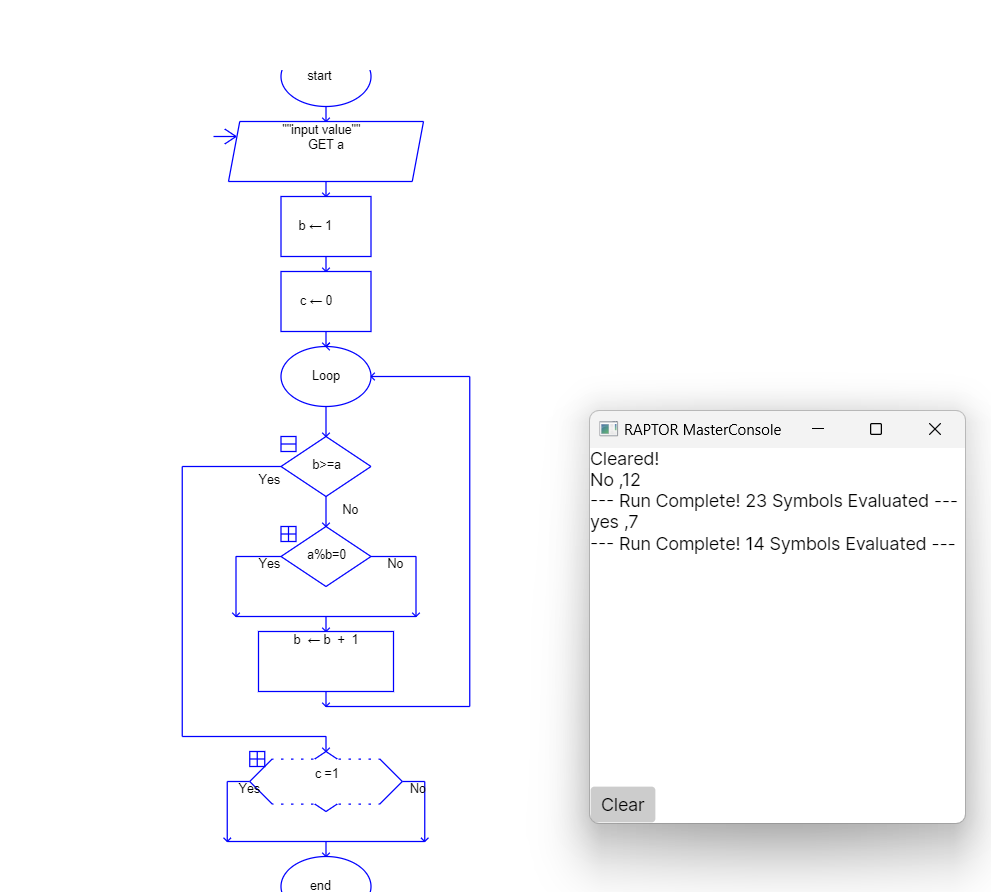 start
""input value""
GET a
b ← 1
c ← 0
Loop
b>=a
Yes
No
a%b=0
Yes
No
b ← b + 1
c =1
Yes
No
end
RAPTOR MasterConsole
Cleared!
No ,12
--- Run Complete! 23 Symbols Evaluated ---
yes ,7
--- Run Complete! 14 Symbols Evaluated ---
Clear